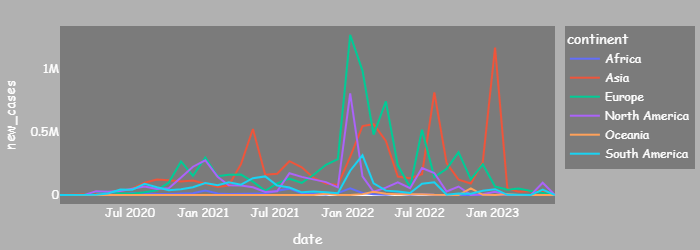 continent
Africa
Asia
Europe
North America
Oceania
South America
new_cases
1M
0.5M
0
Jul 2020
Jan 2021
Jul 2021
Jan 2022
Jul 2022
Jan 2023
date